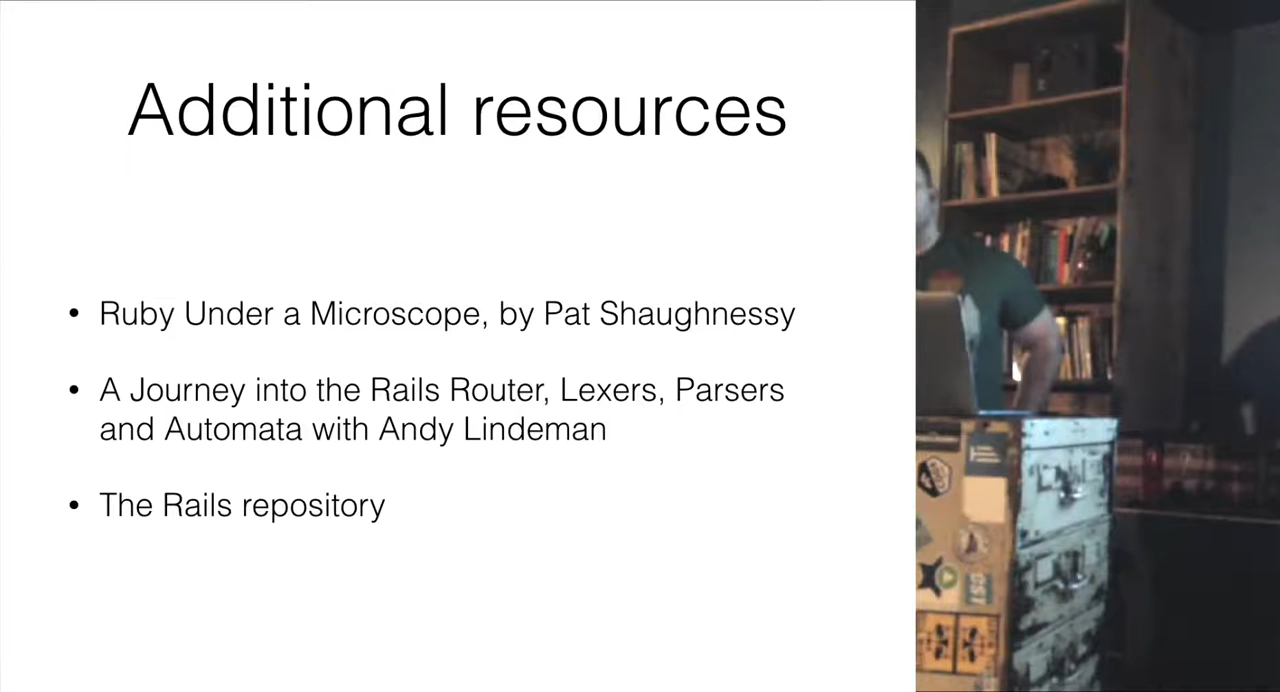 Additional resources
• Ruby Under a Microscope, by Pat Shaughnessy
• A Journey into the Rails Router, Lexers, Parsers
and Automata with Andy Lindeman
• The Rails repository